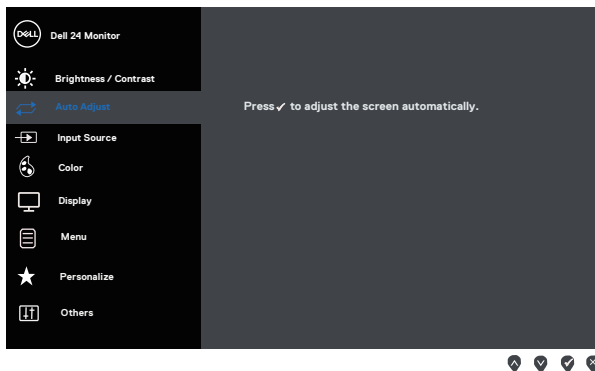 DELL Dell 24 Monitor
Brightness / Contrast
Auto Adjust
Press ✓ to adjust the screen automatically.
Input Source
Color
Display
Menu
Personalize
Others